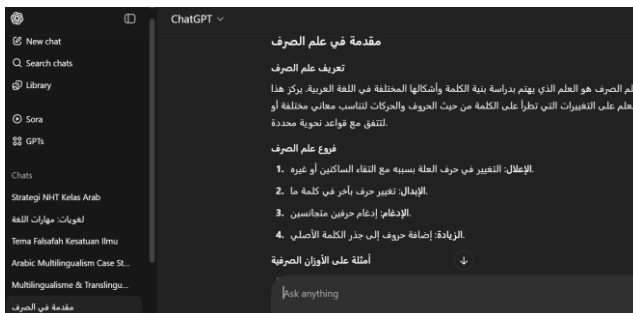 ChatGPT
New chat
Search chats
Library
Sora
GPTs
Chats
Strategi NHT Kelas Arab
لغويات: مهارات اللغة
Tema Falsafah Kesatuan Ilmu
Arabic Multilingualism Case St...
Multilingualisme & Translingu...
مقدمة في الصرف
مقدمة في علم الصرف
تعريف علم الصرف
لم الصرف هو العلم الذي يهتم بدراسة بنية الكلمة وأشكالها المختلفة في اللغة العربية. يركز هذا
علم على التغييرات التي تطرأ على الكلمة من حيث الحروف والحركات لتتناسب معاني مختلفة أو
لتتفق مع قواعد نحوية محددة.
فروع علم الصرف
1. الإعلال: التغيير في حرف العلة بسببه مع التقاء الساكنين أو غيره.
2. الإبدال: تغيير حرف بآخر في كلمة ما.
3. الإدغام: إدغام حرفين متجانسين.
4. الزيادة: إضافة حروف إلى جذر الكلمة الأصلي.
أمثلة على الأوزان الصرفية
Ask anything